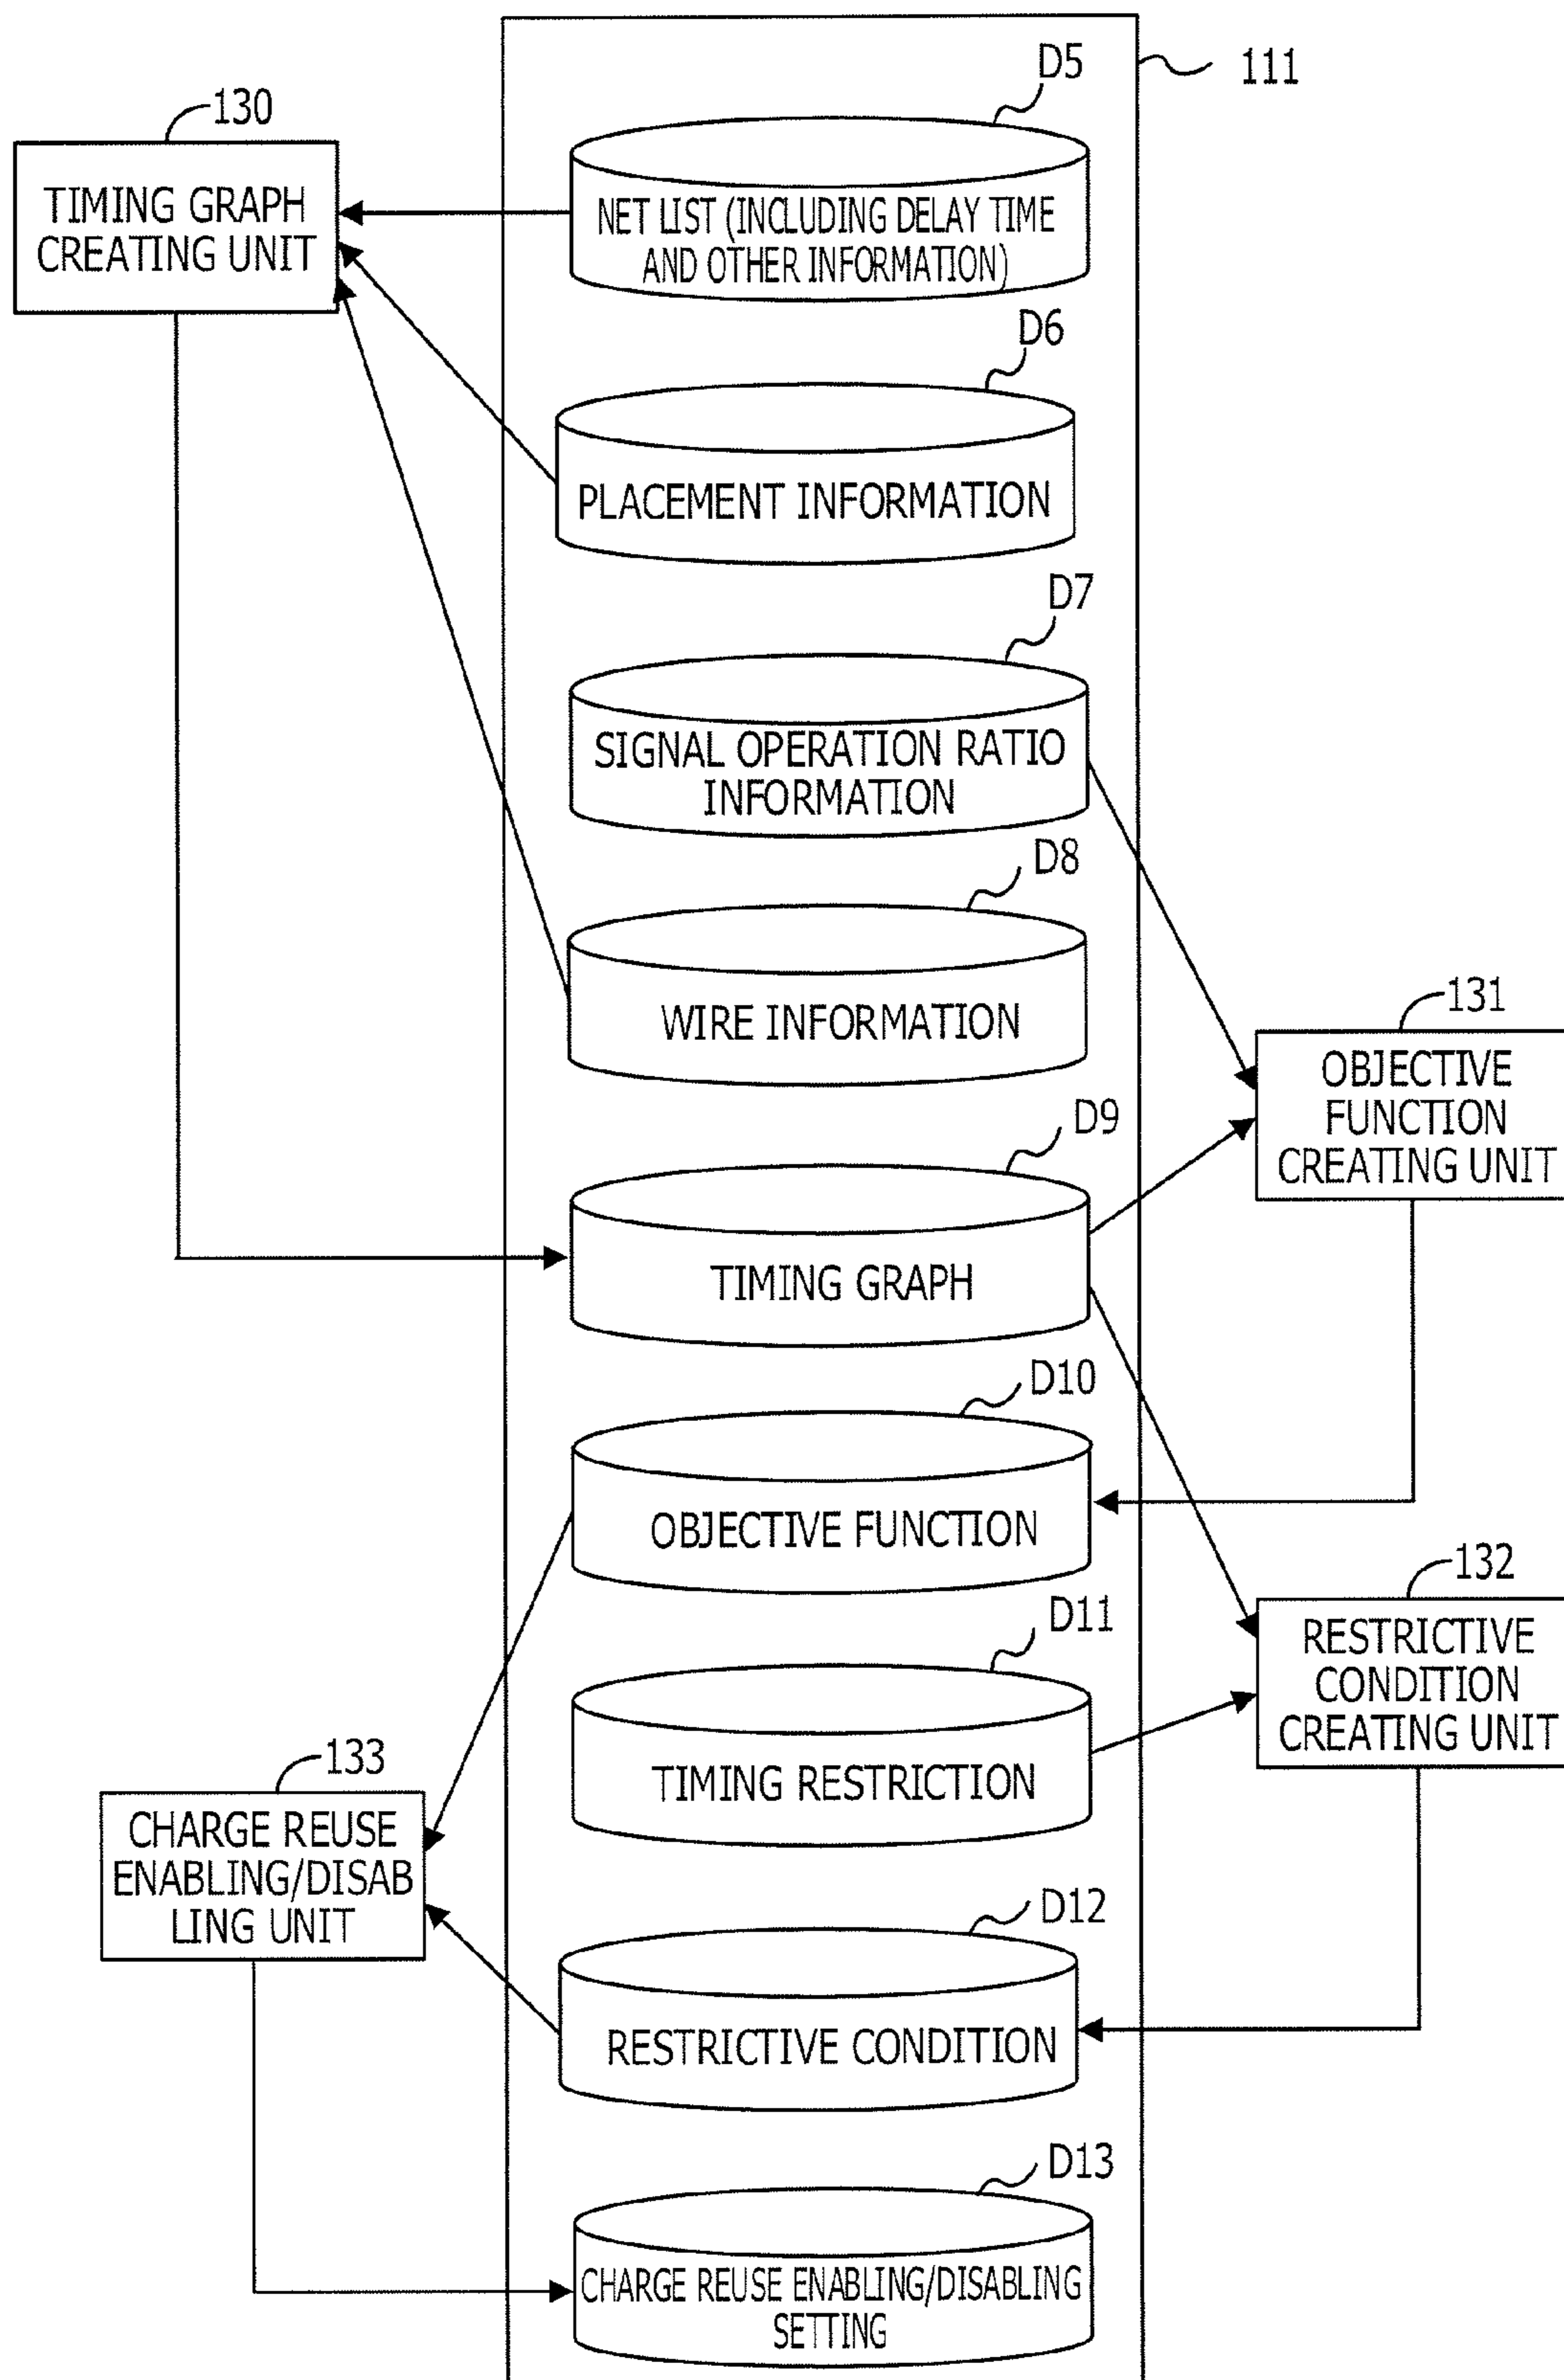 111
D5
130
TIMING GRAPH
CREATING UNIT
NET LIST (INCLUDING DELAY TIME
AND OTHER INFORMATION)
D6
PLACEMENT INFORMATION
D7
SIGNAL OPERATION RATIO
INFORMATION
D8
WIRE INFORMATION
131
OBJECTIVE
FUNCTION
CREATING UNIT
D9
TIMING GRAPH
D10
OBJECTIVE FUNCTION
132
RESTRICTIVE
CONDITION
CREATING UNIT
D11
TIMING RESTRICTION
133
CHARGE REUSE
ENABLING/DISAB
LING UNIT
D12
RESTRICTIVE CONDITION
D13
CHARGE REUSE ENABLING/DISABLING
SETTING